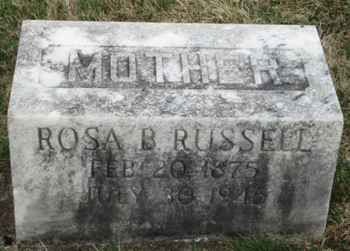 MOTHER
ROSA B. RUSSELL
FEB. 20, 1875
JULY 30,